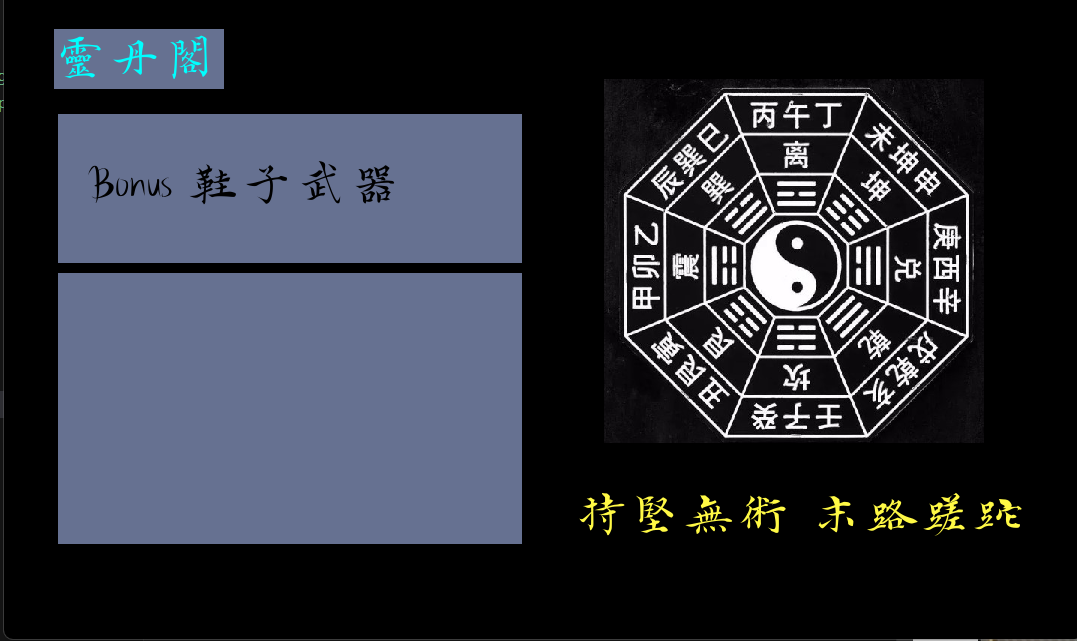 靈丹閣
Bonus 鞋子武器
丙午丁
未坤申
庚酉辛
戌乾亥
壬子癸
丑艮寅
甲卯乙
辰巽巳
离
坤
兌
乾
坎
艮
震
巽
持堅無術 末路蹉跎